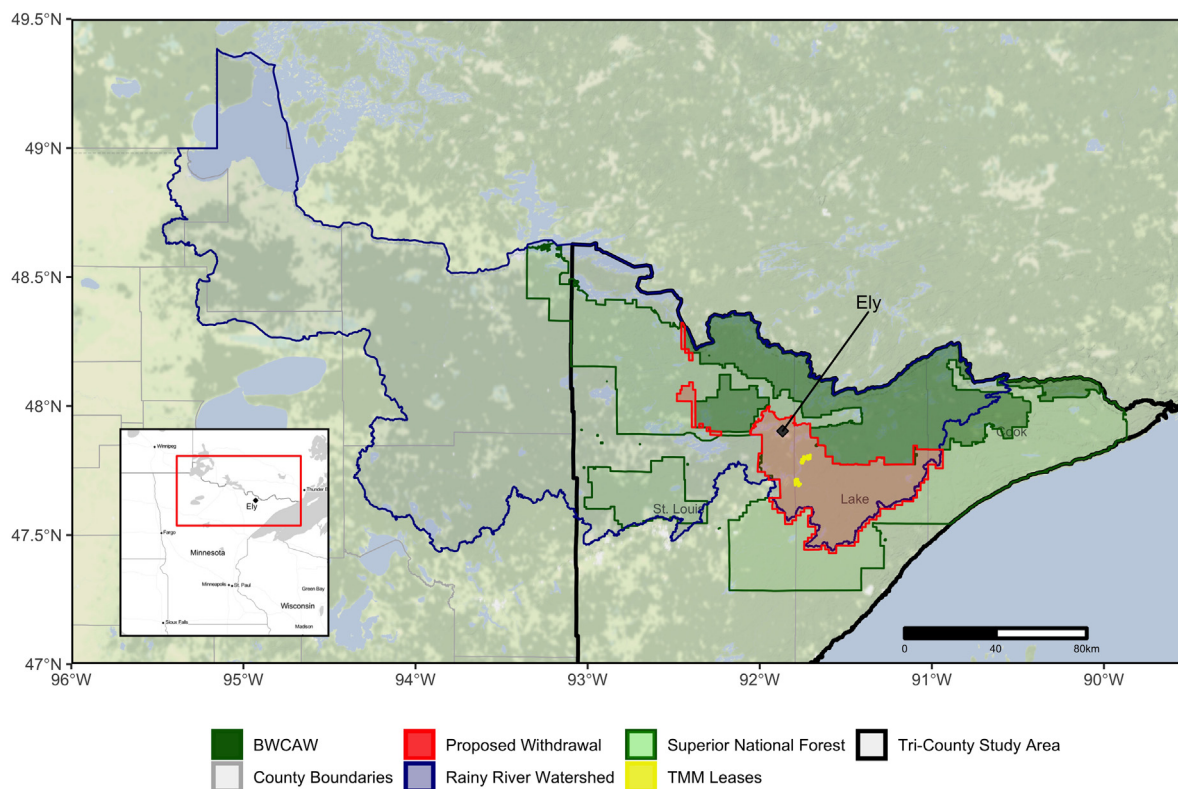 49.5°N
49°N
48.5°N
48°N
47.5°N
47°N
96°W
95°W
94°W
93°W
92°W
91°W
90°W
Ely
Cook
Lake
St. Louis
0
40
80km
Winnipeg
Ely
Fargo
Minnesota
Minneapolis
St. Paul
Green Bay
Wisconsin
Sioux Falls
Madison
BWCAW
Proposed Withdrawal
Superior National Forest
Tri-County Study Area
County Boundaries
Rainy River Watershed
TMM Leases